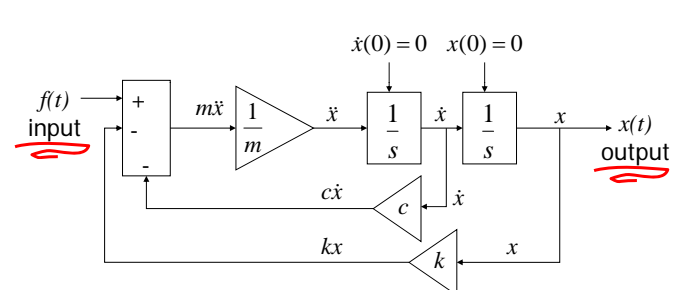 ẋ(0) = 0 x(0) = 0
f(t) + mẍ 1/m ẍ 1/s ẋ 1/s x x(t)
input - output
-
cẋ c ẋ
kx k x